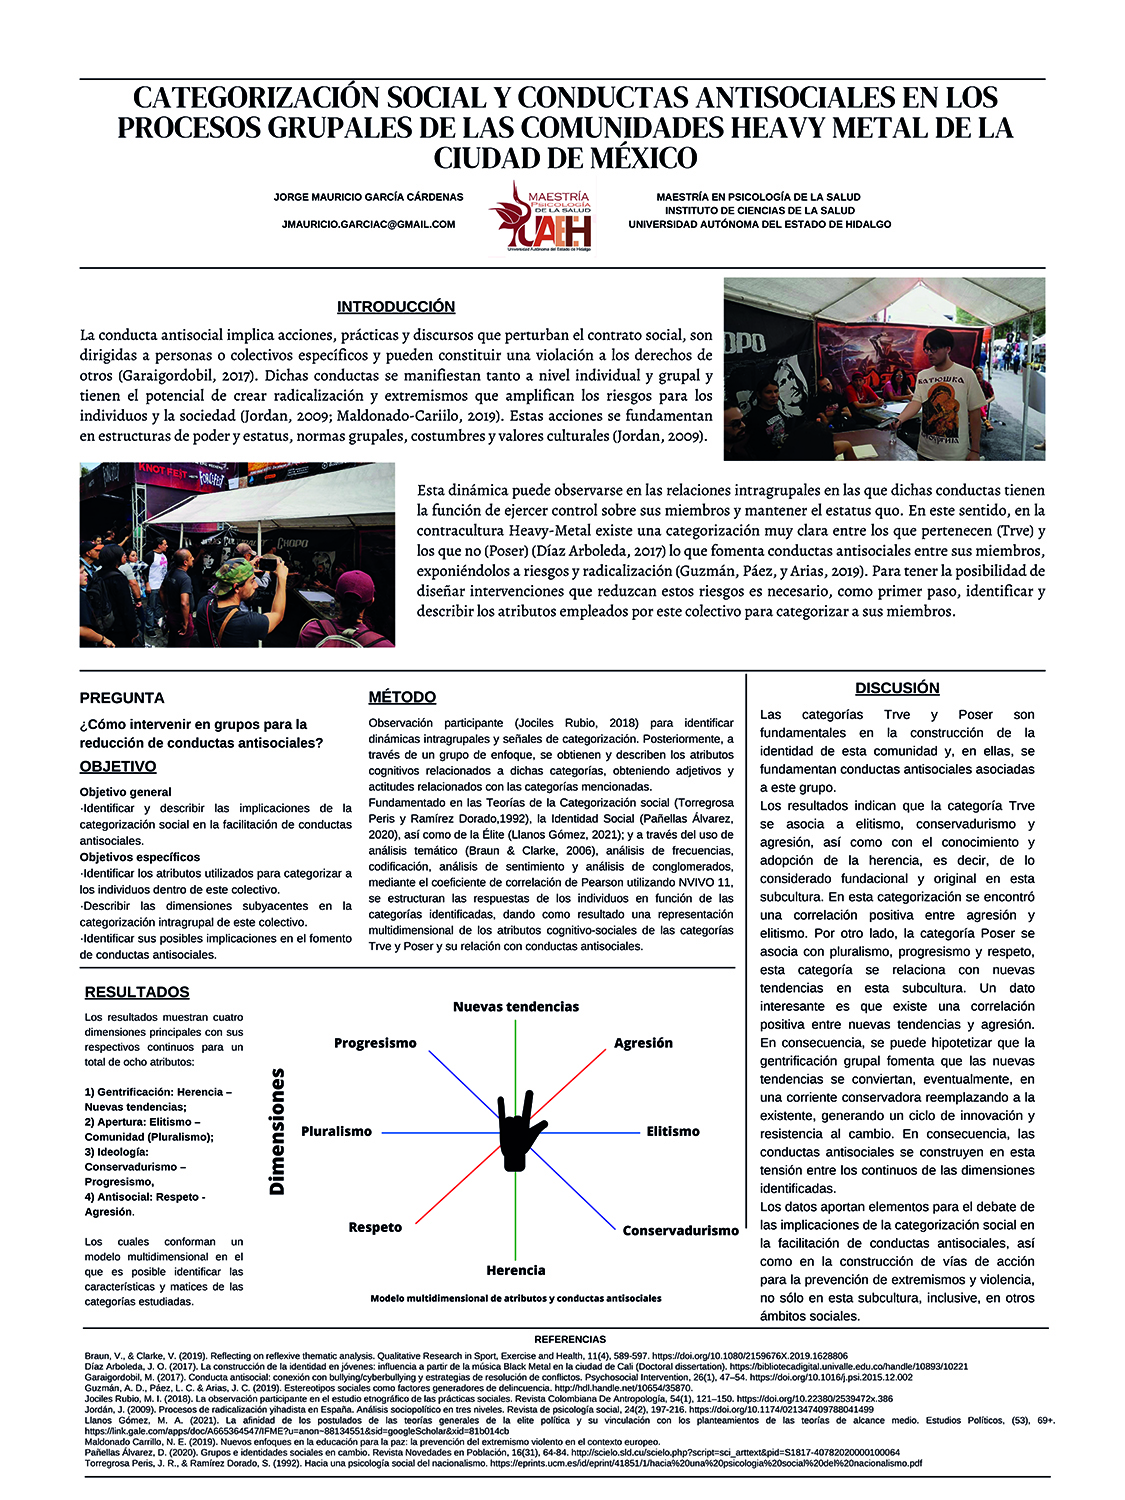 CATEGORIZACIÓN SOCIAL Y CONDUCTAS ANTISOCIALES EN LOS
PROCESOS GRUPALES DE LAS COMUNIDADES HEAVY METAL DE LA
CIUDAD DE MÉXICO
JORGE MAURICIO GARCÍA CÁRDENAS
JMAURICIO.GARCIAC@GMAIL.COM
MAESTRÍA
PSICOLOGÍA
DE LA SALUD
UAEH
Universidad Autónoma del Estado de Hidalgo
MAESTRÍA EN PSICOLOGÍA DE LA SALUD
INSTITUTO DE CIENCIAS DE LA SALUD
UNIVERSIDAD AUTÓNOMA DEL ESTADO DE HIDALGO
INTRODUCCIÓN
La conducta antisocial implica acciones, prácticas y discursos que perturban el contrato social, son
dirigidas a personas o colectivos específicos y pueden constituir una violación a los derechos de
otros (Garaigordobil, 2017). Dichas conductas se manifiestan tanto a nivel individual y grupal y
tienen el potencial de crear radicalización y extremismos que amplifican los riesgos para los
individuos y la sociedad (Jordan, 2009; Maldonado-Cariilo, 2019). Estas acciones se fundamentan
en estructuras de poder y estatus, normas grupales, costumbres y valores culturales (Jordan, 2009).
OPO
БАТЮШКА
KNOTFEST
FORCEFEST
CHOPO
Esta dinámica puede observarse en las relaciones intragrupales en las que dichas conductas tienen
la función de ejercer control sobre sus miembros y mantener el estatus quo. En este sentido, en la
contracultura Heavy-Metal existe una categorización muy clara entre los que pertenecen (Trve) y
los que no (Poser) (Díaz Arboleda, 2017) lo que fomenta conductas antisociales entre sus miembros,
exponiéndolos a riesgos y radicalización (Guzmán, Páez, y Arias, 2019). Para tener la posibilidad de
diseñar intervenciones que reduzcan estos riesgos es necesario, como primer paso, identificar y
describir los atributos empleados por este colectivo para categorizar a sus miembros.
PREGUNTA
¿Cómo intervenir en grupos para la
reducción de conductas antisociales?
OBJETIVO
Objetivo general
·Identificar y describir las implicaciones de la
categorización social en la facilitación de conductas
antisociales.
Objetivos específicos
·Identificar los atributos utilizados para categorizar a
los individuos dentro de este colectivo.
·Describir las dimensiones subyacentes en la
categorización intragrupal de este colectivo.
·Identificar sus posibles implicaciones en el fomento
de conductas antisociales.
MÉTODO
Observación participante (Jociles Rubio, 2018) para identificar
dinámicas intragrupales y señales de categorización. Posteriormente, a
través de un grupo de enfoque, se obtienen y describen los atributos
cognitivos relacionados a dichas categorías, obteniendo adjetivos y
actitudes relacionados con las categorías mencionadas.
Fundamentado en las Teorías de la Categorización social (Torregrosa
Peris y Ramírez Dorado,1992), la Identidad Social (Pañellas Álvarez,
2020), así como de la Élite (Llanos Gómez, 2021); y a través del uso de
análisis temático (Braun & Clarke, 2006), análisis de frecuencias,
codificación, análisis de sentimiento y análisis de conglomerados,
mediante el coeficiente de correlación de Pearson utilizando NVIVO 11,
se estructuran las respuestas de los individuos en función de las
categorías identificadas, dando como resultado una representación
multidimensional de los atributos cognitivo-sociales de las categorías
Trve y Poser y su relación con conductas antisociales.
DISCUSIÓN
Las categorías Trve y Poser son
fundamentales en la construcción de la
identidad de esta comunidad y, en ellas, se
fundamentan conductas antisociales asociadas
a este grupo.
Los resultados indican que la categoría Trve
se asocia a elitismo, conservadurismo y
agresión, así como con el conocimiento y
adopción de la herencia, es decir, de lo
considerado fundacional y original en esta
subcultura. En esta categorización se encontró
una correlación positiva entre agresión y
elitismo. Por otro lado, la categoría Poser se
asocia con pluralismo, progresismo y respeto,
esta categoría se relaciona con nuevas
tendencias en esta subcultura. Un dato
interesante es que existe una correlación
positiva entre nuevas tendencias y agresión.
En consecuencia, se puede hipotetizar que la
gentrificación grupal fomenta que las nuevas
tendencias se conviertan, eventualmente, en
una corriente conservadora reemplazando a la
existente, generando un ciclo de innovación y
resistencia al cambio. En consecuencia, las
conductas antisociales se construyen en esta
tensión entre los continuos de las dimensiones
identificadas.
Los datos aportan elementos para el debate de
las implicaciones de la categorización social en
la facilitación de conductas antisociales, así
como en la construcción de vías de acción
para la prevención de extremismos y violencia,
no sólo en esta subcultura, inclusive, en otros
ámbitos sociales.
RESULTADOS
Los resultados muestran cuatro
dimensiones principales con sus
respectivos continuos para un
total de ocho atributos:
1) Gentrificación: Herencia –
Nuevas tendencias;
2) Apertura: Elitismo –
Comunidad (Pluralismo);
3) Ideología:
Conservadurismo –
Progresismo,
4) Antisocial: Respeto -
Agresión.
Los cuales conforman un
modelo multidimensional en el
que es posible identificar las
características y matices de las
categorías estudiadas.
Dimensiones
Nuevas tendencias
Progresismo
Agresión
Pluralismo
Elitismo
Respeto
Conservadurismo
Herencia
Modelo multidimensional de atributos y conductas antisociales
REFERENCIAS
Braun, V., & Clarke, V. (2019). Reflecting on reflexive thematic analysis. Qualitative Research in Sport, Exercise and Health, 11(4), 589-597. https://doi.org/10.1080/2159676X.2019.1628806
Díaz Arboleda, J. O. (2017). La construcción de la identidad en jóvenes: influencia a partir de la música Black Metal en la ciudad de Cali (Doctoral dissertation). https://bibliotecadigital.univalle.edu.co/handle/10893/10221
Garaigordobil, M. (2017). Conducta antisocial: conexión con bullying/cyberbullying y estrategias de resolución de conflictos. Psychosocial Intervention, 26(1), 47–54. https://doi.org/10.1016/j.psi.2015.12.002
Guzmán, A. D., Páez, L. C. & Arias, J. C. (2019). Estereotipos sociales como factores generadores de delincuencia. http://hdl.handle.net/10654/35870.
Jociles Rubio, M. I. (2018). La observación participante en el estudio etnográfico de las prácticas sociales. Revista Colombiana De Antropología, 54(1), 121–150. https://doi.org/10.22380/2539472x.386
Jordán, J. (2009). Procesos de radicalización yihadista en España. Análisis sociopolítico en tres niveles. Revista de psicología social, 24(2), 197-216. https://doi.org/10.1174/021347409788041499
Llanos Gómez, M. A. (2021). La afinidad de los postulados de las teorías generales de la elite política y su vinculación con los planteamientos de las teorías de alcance medio. Estudios Políticos, (53), 69+.
https://link.gale.com/apps/doc/A665364547/IFME?u=anon~88134551&sid=googleScholar&xid=81b014cb
Maldonado Carrillo, N. E. (2019). Nuevos enfoques en la educación para la paz: la prevención del extremismo violento en el contexto europeo.
Pañellas Álvarez, D. (2020). Grupos e identidades sociales en cambio. Revista Novedades en Población, 16(31), 64-84. http://scielo.sld.cu/scielo.php?script=sci_arttext&pid=S1817-40782020000100064
Torregrosa Peris, J. R., & Ramírez Dorado, S. (1992). Hacia una psicología social del nacionalismo. https://eprints.ucm.es/id/eprint/41851/1/hacia%20una%20psicologia%20social%20del%20nacionalismo.pdf